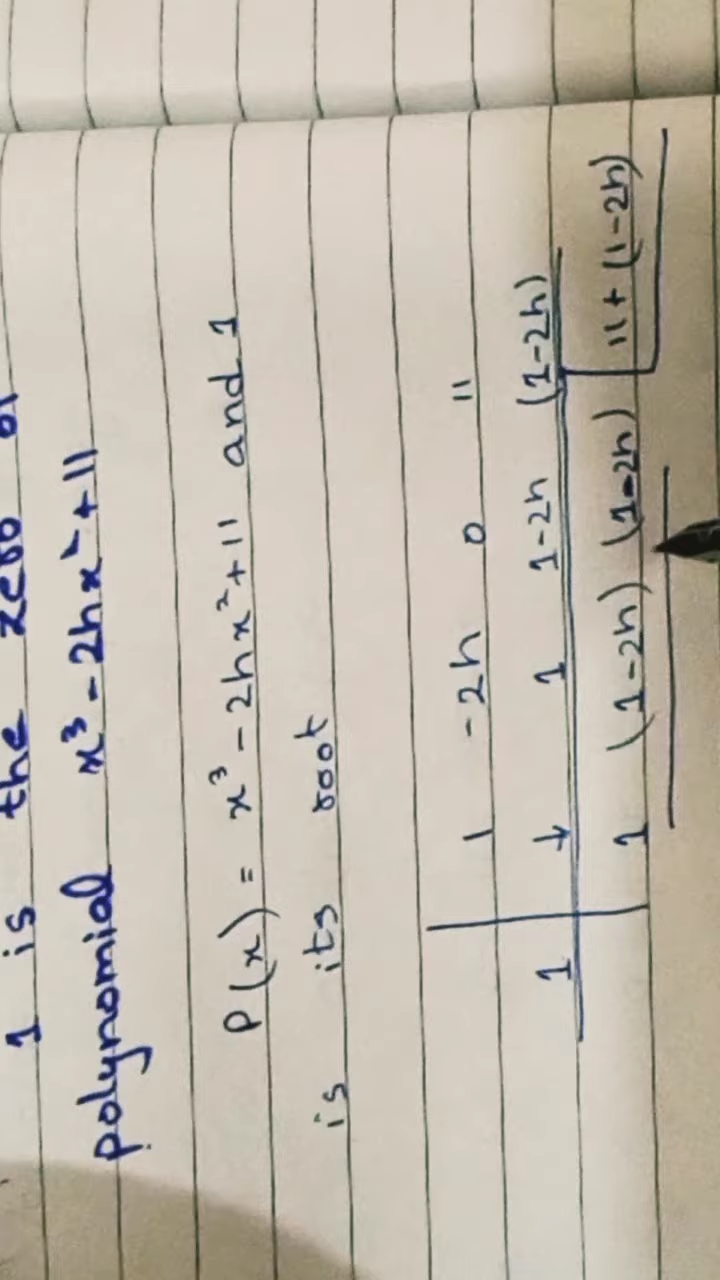 1 is the zero of
polynomial x³ - 2hx² + 11
P(x) = x³ - 2hx² + 11 and 1
is its root
1 -2h 0 11
1 ↓ 1 1-2h (1-2h)
1 (1-2h) (1-2h) 11 + (1-2h)